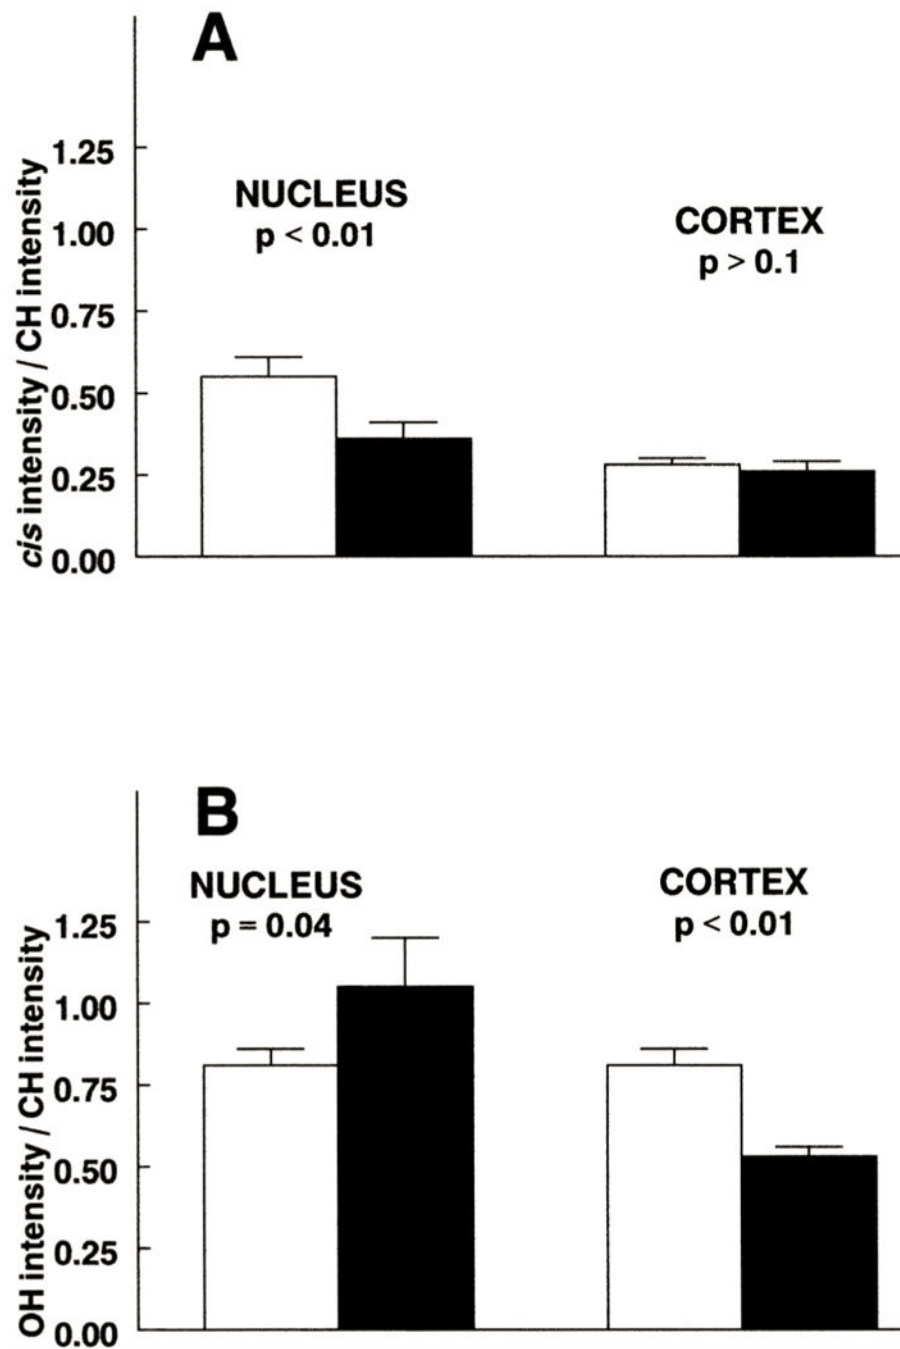 A
cis intensity / CH intensity
1.25
1.00
0.75
0.50
0.25
0.00
NUCLEUS
p < 0.01
CORTEX
p > 0.1
B
OH intensity / CH intensity
1.25
1.00
0.75
0.50
0.25
0.00
NUCLEUS
p = 0.04
CORTEX
p < 0.01